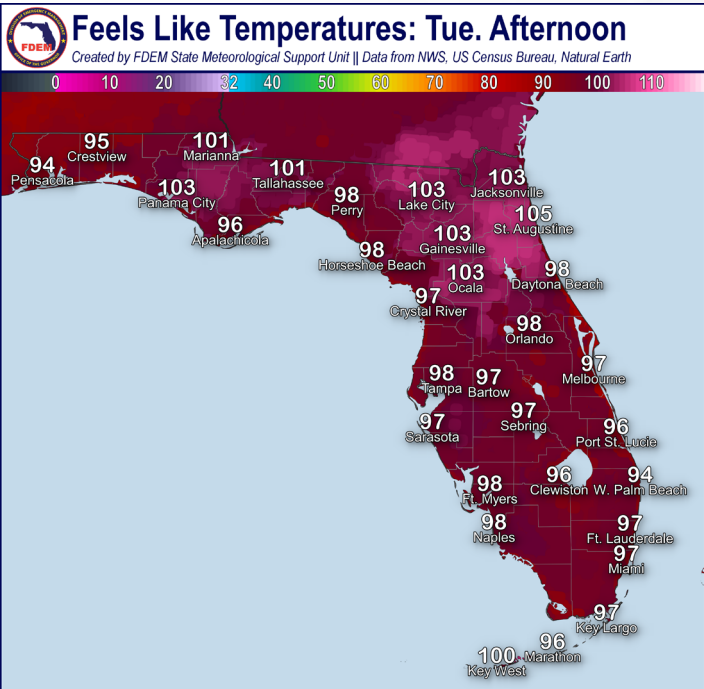 FDEM
Feels Like Temperatures: Tue. Afternoon
Created by FDEM State Meteorological Support Unit || Data from NWS, US Census Bureau, Natural Earth
0 10 20 32 40 50 60 70 80 90 100 110
95
Crestview
101
Marianna
94
Pensacola
101
Tallahassee
103
Panama City
98
Perry
103
Lake City
103
Jacksonville
96
Apalachicola
105
St. Augustine
103
Gainesville
98
Horseshoe Beach
103
Ocala
98
Daytona Beach
97
Crystal River
98
Orlando
97
Melbourne
98
Tampa
97
Bartow
97
Sarasota
97
Sebring
96
Port St. Lucie
98
Ft. Myers
96
Clewiston
94
W. Palm Beach
98
Naples
97
Ft. Lauderdale
97
Miami
97
Key Largo
96
Marathon
100
Key West